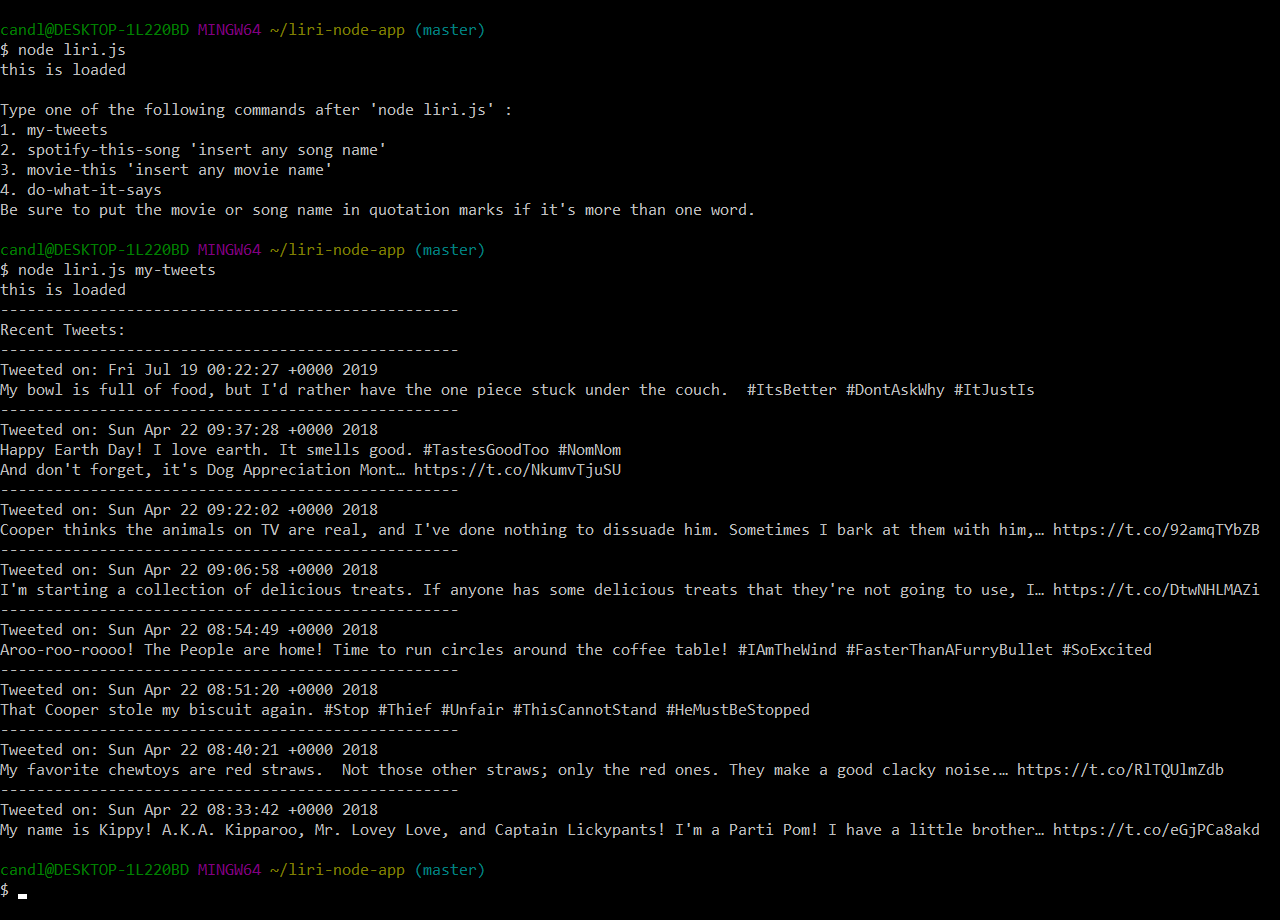 candl@DESKTOP-1L220BD MINGW64 ~/liri-node-app (master)
$ node liri.js
this is loaded
Type one of the following commands after 'node liri.js' :
1. my-tweets
2. spotify-this-song 'insert any song name'
3. movie-this 'insert any movie name'
4. do-what-it-says
Be sure to put the movie or song name in quotation marks if it's more than one word.
candl@DESKTOP-1L220BD MINGW64 ~/liri-node-app (master)
$ node liri.js my-tweets
this is loaded
---------------------------------------------------
Recent Tweets:
---------------------------------------------------
Tweeted on: Fri Jul 19 00:22:27 +0000 2019
My bowl is full of food, but I'd rather have the one piece stuck under the couch.  #ItsBetter #DontAskWhy #ItJustIs
---------------------------------------------------
Tweeted on: Sun Apr 22 09:37:28 +0000 2018
Happy Earth Day! I love earth. It smells good. #TastesGoodToo #NomNom
And don't forget, it's Dog Appreciation Mont… https://t.co/NkumvTjuSU
---------------------------------------------------
Tweeted on: Sun Apr 22 09:22:02 +0000 2018
Cooper thinks the animals on TV are real, and I've done nothing to dissuade him. Sometimes I bark at them with him,… https://t.co/92amqTYbZB
---------------------------------------------------
Tweeted on: Sun Apr 22 09:06:58 +0000 2018
I'm starting a collection of delicious treats. If anyone has some delicious treats that they're not going to use, I… https://t.co/DtwNHLMAZi
---------------------------------------------------
Tweeted on: Sun Apr 22 08:54:49 +0000 2018
Aroo-roo-roooo! The People are home! Time to run circles around the coffee table! #IAmTheWind #FasterThanAFurryBullet #SoExcited
---------------------------------------------------
Tweeted on: Sun Apr 22 08:51:20 +0000 2018
That Cooper stole my biscuit again. #Stop #Thief #Unfair #ThisCannotStand #HeMustBeStopped
---------------------------------------------------
Tweeted on: Sun Apr 22 08:40:21 +0000 2018
My favorite chewtoys are red straws.  Not those other straws; only the red ones. They make a good clacky noise.… https://t.co/RlTQUlmZdb
---------------------------------------------------
Tweeted on: Sun Apr 22 08:33:42 +0000 2018
My name is Kippy! A.K.A. Kipparoo, Mr. Lovey Love, and Captain Lickypants! I'm a Parti Pom! I have a little brother… https://t.co/eGjPCa8akd
candl@DESKTOP-1L220BD MINGW64 ~/liri-node-app (master)
$